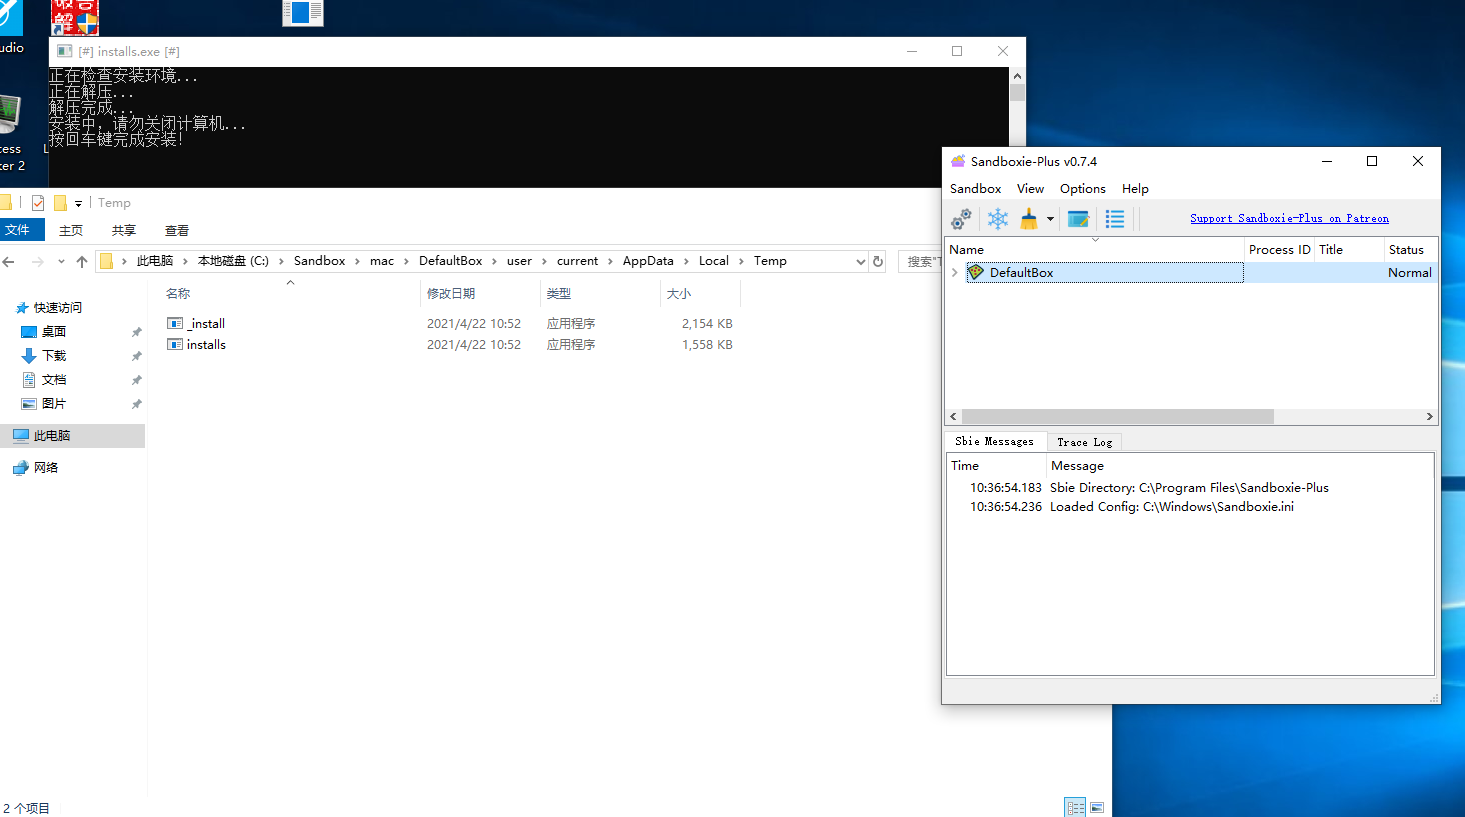 udio
cess
ter 2
L
破
解
[#] installs.exe [#]
正在检查安装环境...
正在解压...
解压完成...
安装中，请勿关闭计算机...
按回车键完成安装！
Temp
文件
主页
共享
查看
此电脑
本地磁盘 (C:)
Sandbox
mac
DefaultBox
user
current
AppData
Local
Temp
搜索"T
名称
修改日期
类型
大小
快速访问
桌面
下载
文档
图片
此电脑
网络
_install 2021/4/22 10:52 应用程序 2,154 KB
installs 2021/4/22 10:52 应用程序 1,558 KB
2 个项目
Sandboxie-Plus v0.7.4
Sandbox View Options Help
Support Sandboxie-Plus on Patreon
Name Process ID Title Status
DefaultBox Normal
Sbie Messages Trace Log
Time Message
10:36:54.183 Sbie Directory: C:\Program Files\Sandboxie-Plus
10:36:54.236 Loaded Config: C:\Windows\Sandboxie.ini